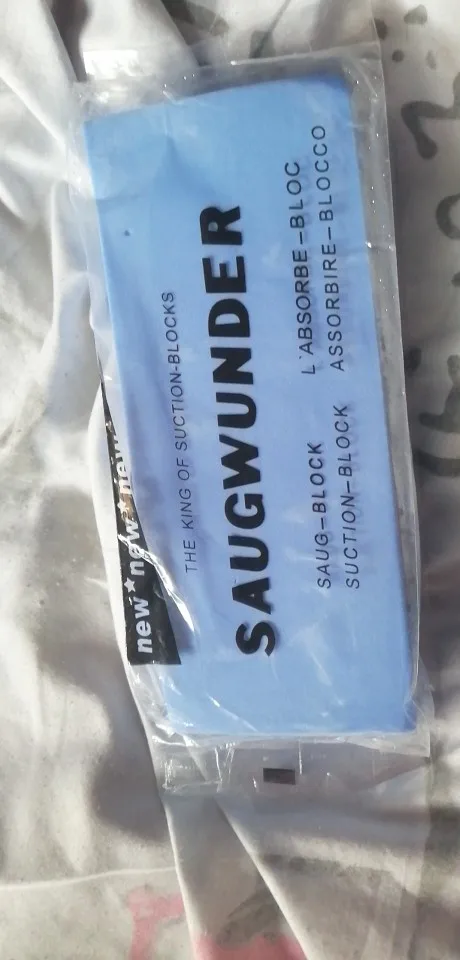 new★new★new
THE KING OF SUCTION-BLOCKS
SAUGWUNDER
SAUG-BLOCK L'ABSORBE-BLOC
SUCTION-BLOCK ASSORBIRE-BLOCCO